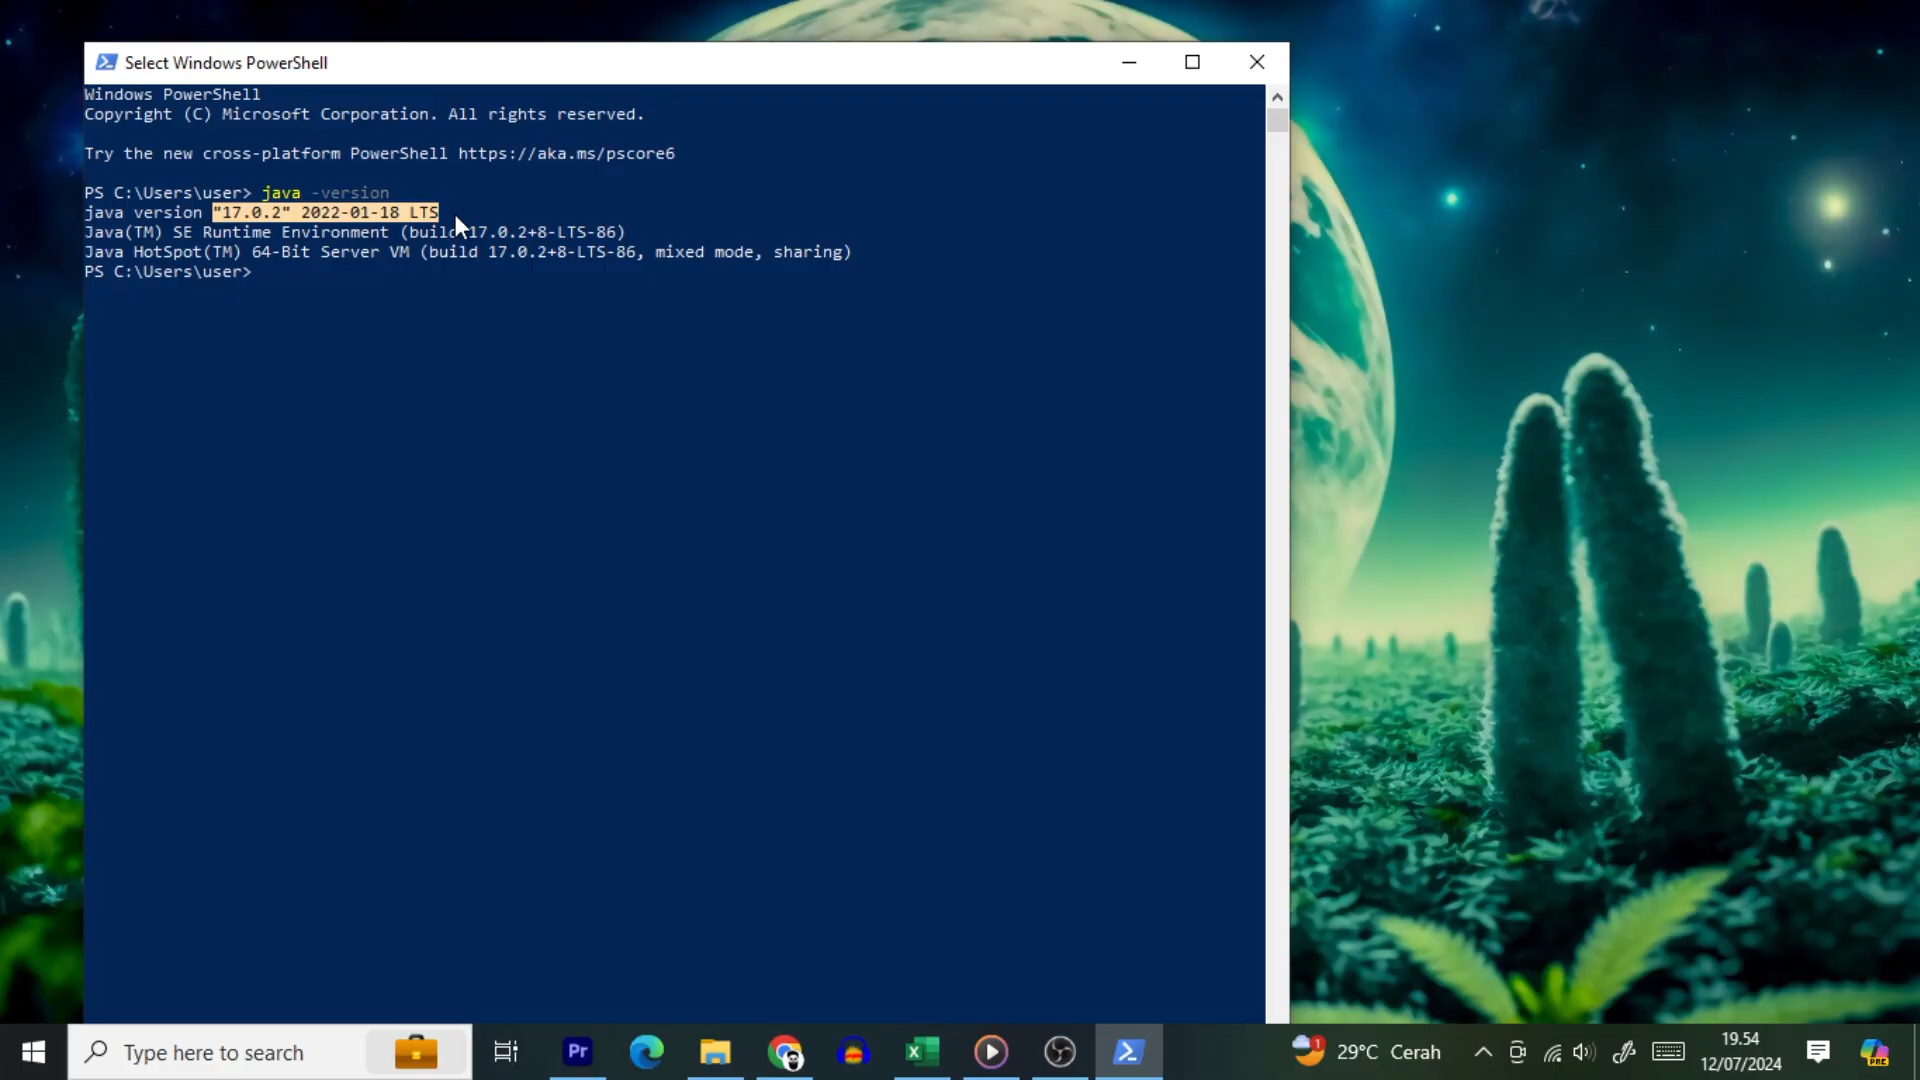 Select Windows PowerShell
Windows PowerShell
Copyright (C) Microsoft Corporation. All rights reserved.
Try the new cross-platform PowerShell https://aka.ms/pscore6
PS C:\Users\user> java -version
java version "17.0.2" 2022-01-18 LTS
Java(TM) SE Runtime Environment (build 17.0.2+8-LTS-86)
Java HotSpot(TM) 64-Bit Server VM (build 17.0.2+8-LTS-86, mixed mode, sharing)
PS C:\Users\user>
Type here to search
Pr
1
29°C Cerah
19.54
12/07/2024
PRE